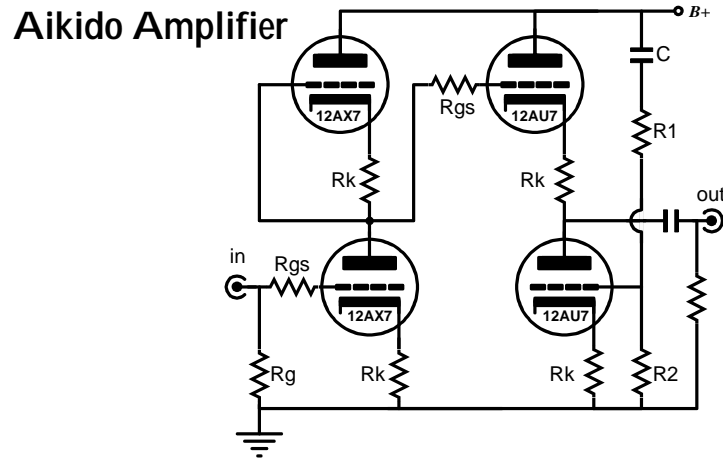 Aikido Amplifier
B+
C
12AX7
Rgs
12AU7
R1
Rk
Rk
out
in
Rgs
12AX7
12AU7
Rg
Rk
Rk
R2